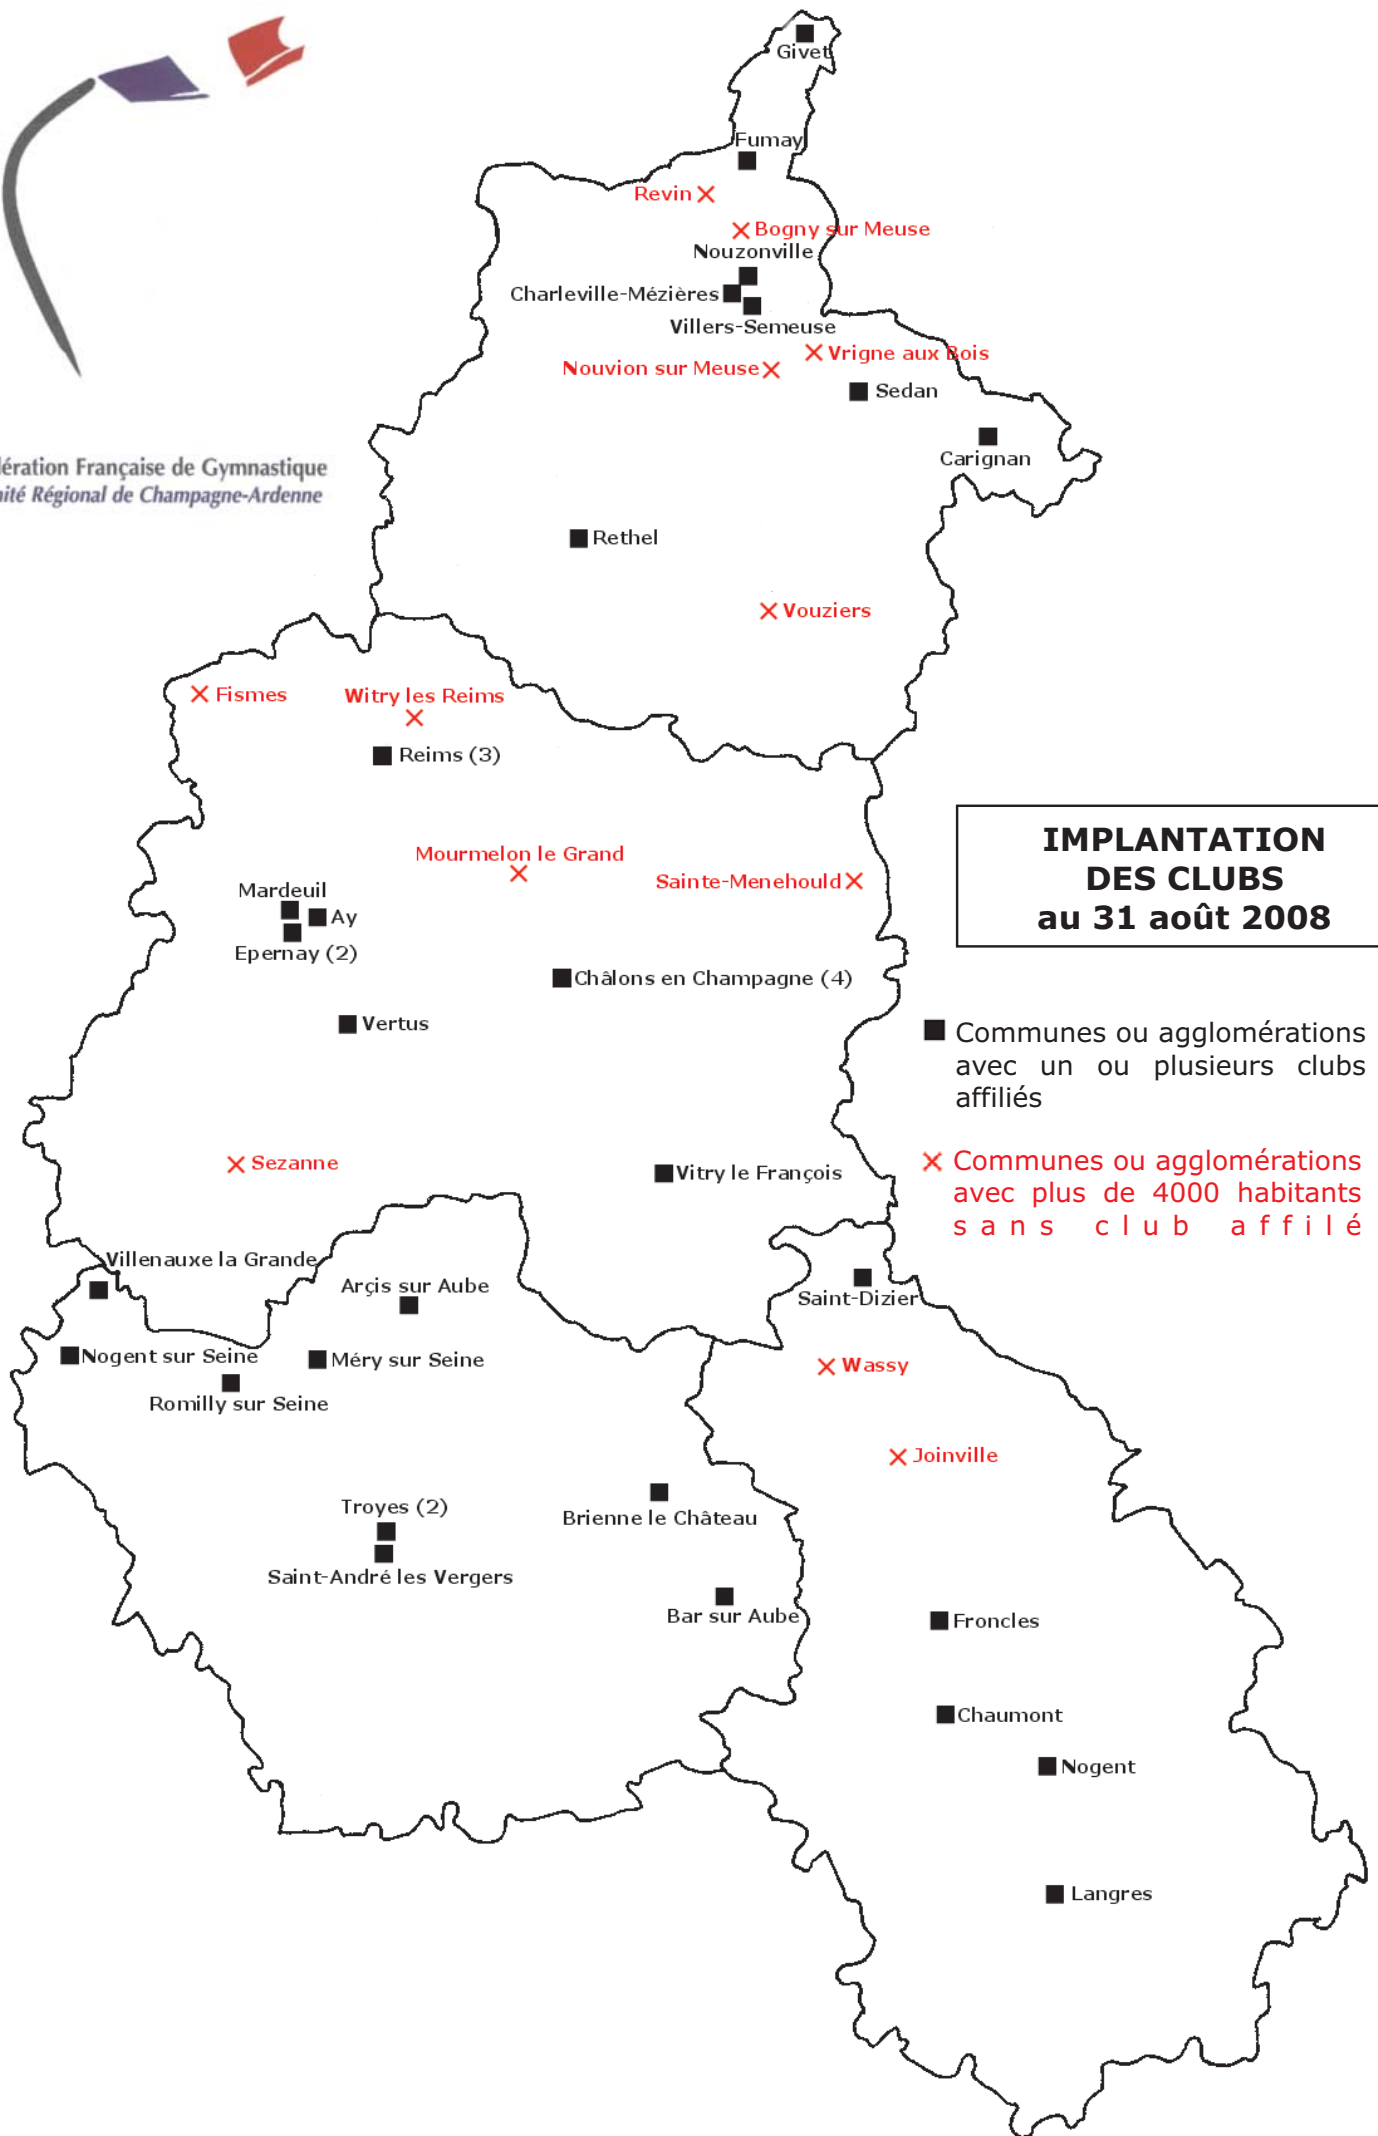 Givet
Fumay
Revin
Bogny sur Meuse
Nouzonville
Charleville-Mézières
Villers-Semeuse
Vrigne aux Bois
Nouvion sur Meuse
Sedan
Carignan
lération Française de Gymnastique
nité Régional de Champagne-Ardenne
Rethel
Vouziers
Fismes
Witry les Reims
Reims (3)
Mourmelon le Grand
Sainte-Menehould
Mardeuil
Ay
Epernay (2)
Châlons en Champagne (4)
Vertus
Sezanne
Vitry le François
IMPLANTATION
DES CLUBS
au 31 août 2008
Communes ou agglomérations
avec un ou plusieurs clubs
affiliés
Communes ou agglomérations
avec plus de 4000 habitants
sans club affilé
Villenauxe la Grande
Arçis sur Aube
Saint-Dizier
Nogent sur Seine
Méry sur Seine
Romilly sur Seine
Wassy
Joinville
Troyes (2)
Saint-André les Vergers
Brienne le Château
Bar sur Aube
Froncles
Chaumont
Nogent
Langres